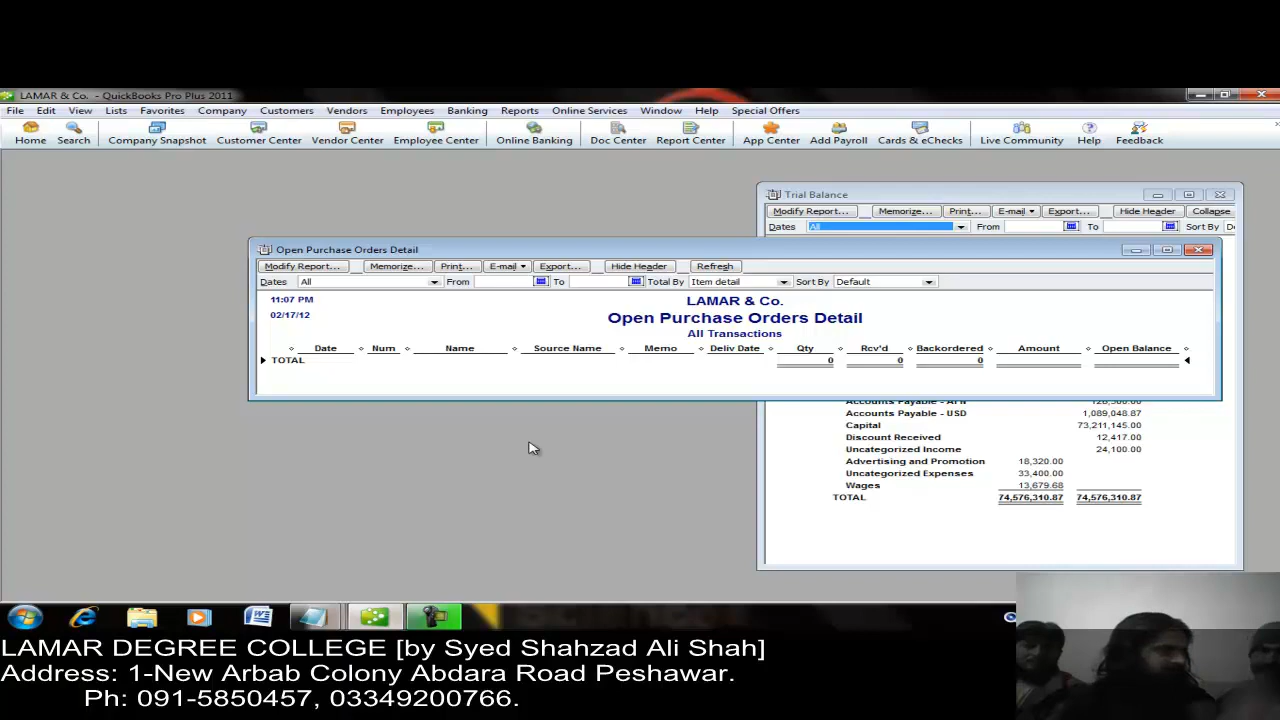 LAMAR & Co. - QuickBooks Pro Plus 2011
File Edit View Lists Favorites Company Customers Vendors Employees Banking Reports Online Services Window Help Special Offers
Home Search Company Snapshot Customer Center Vendor Center Employee Center Online Banking Doc Center Report Center App Center Add Payroll Cards & eChecks Live Community Help Feedback
Trial Balance
Modify Report... Memorize... Print... E-mail Export... Hide Header Collapse
Dates All From To Sort By
Open Purchase Orders Detail
Modify Report... Memorize... Print... E-mail Export... Hide Header Refresh
Dates All From To Total By Item detail Sort By Default
11:07 PM LAMAR & Co.
02/17/12 Open Purchase Orders Detail
All Transactions
Date Num Name Source Name Memo Deliv Date Qty Rcv'd Backordered Amount Open Balance
TOTAL 0 0 0
Accounts Payable - USD 1,089,048.87
Capital 73,211,145.00
Discount Received 12,417.00
Uncategorized Income 24,100.00
Advertising and Promotion 18,320.00
Uncategorized Expenses 33,400.00
Wages 13,679.68
TOTAL 74,576,310.87 74,576,310.87
LAMAR DEGREE COLLEGE [by Syed Shahzad Ali Shah]
Address: 1-New Arbab Colony Abdara Road Peshawar.
Ph: 091-5850457, 03349200766.